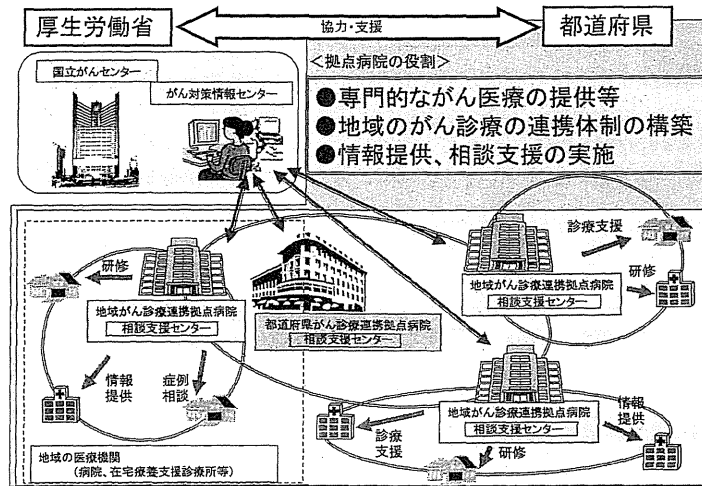 厚生労働省
協力・支援
都道府県
国立がんセンター
がん対策情報センター
＜拠点病院の役割＞
●専門的ながん医療の提供等
●地域のがん診療の連携体制の構築
●情報提供、相談支援の実施
研修
地域がん診療連携拠点病院
相談支援センター
情報
提供
症例
相談
地域の医療機関
（病院、在宅療養支援診療所等）
都道府県がん診療連携拠点病院
相談支援センター
診療支援
研修
地域がん診療連携拠点病院
相談支援センター
地域がん診療連携拠点病院
相談支援センター
診療
支援
研修
情報
提供